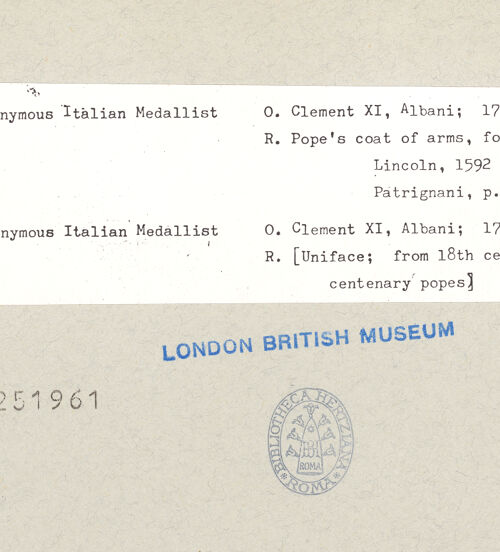 nymous Italian Medallist O. Clement XI, Albani; 17
R. Pope's coat of arms, fo
Lincoln, 1592
Patrignani, p.
nymous Italian Medallist O. Clement XI, Albani; 17
R. [Uniface; from 18th ce
centenary popes]
LONDON BRITISH MUSEUM
251961
BIBLIOTHECA HERTZIANA
ROMA
ROMA